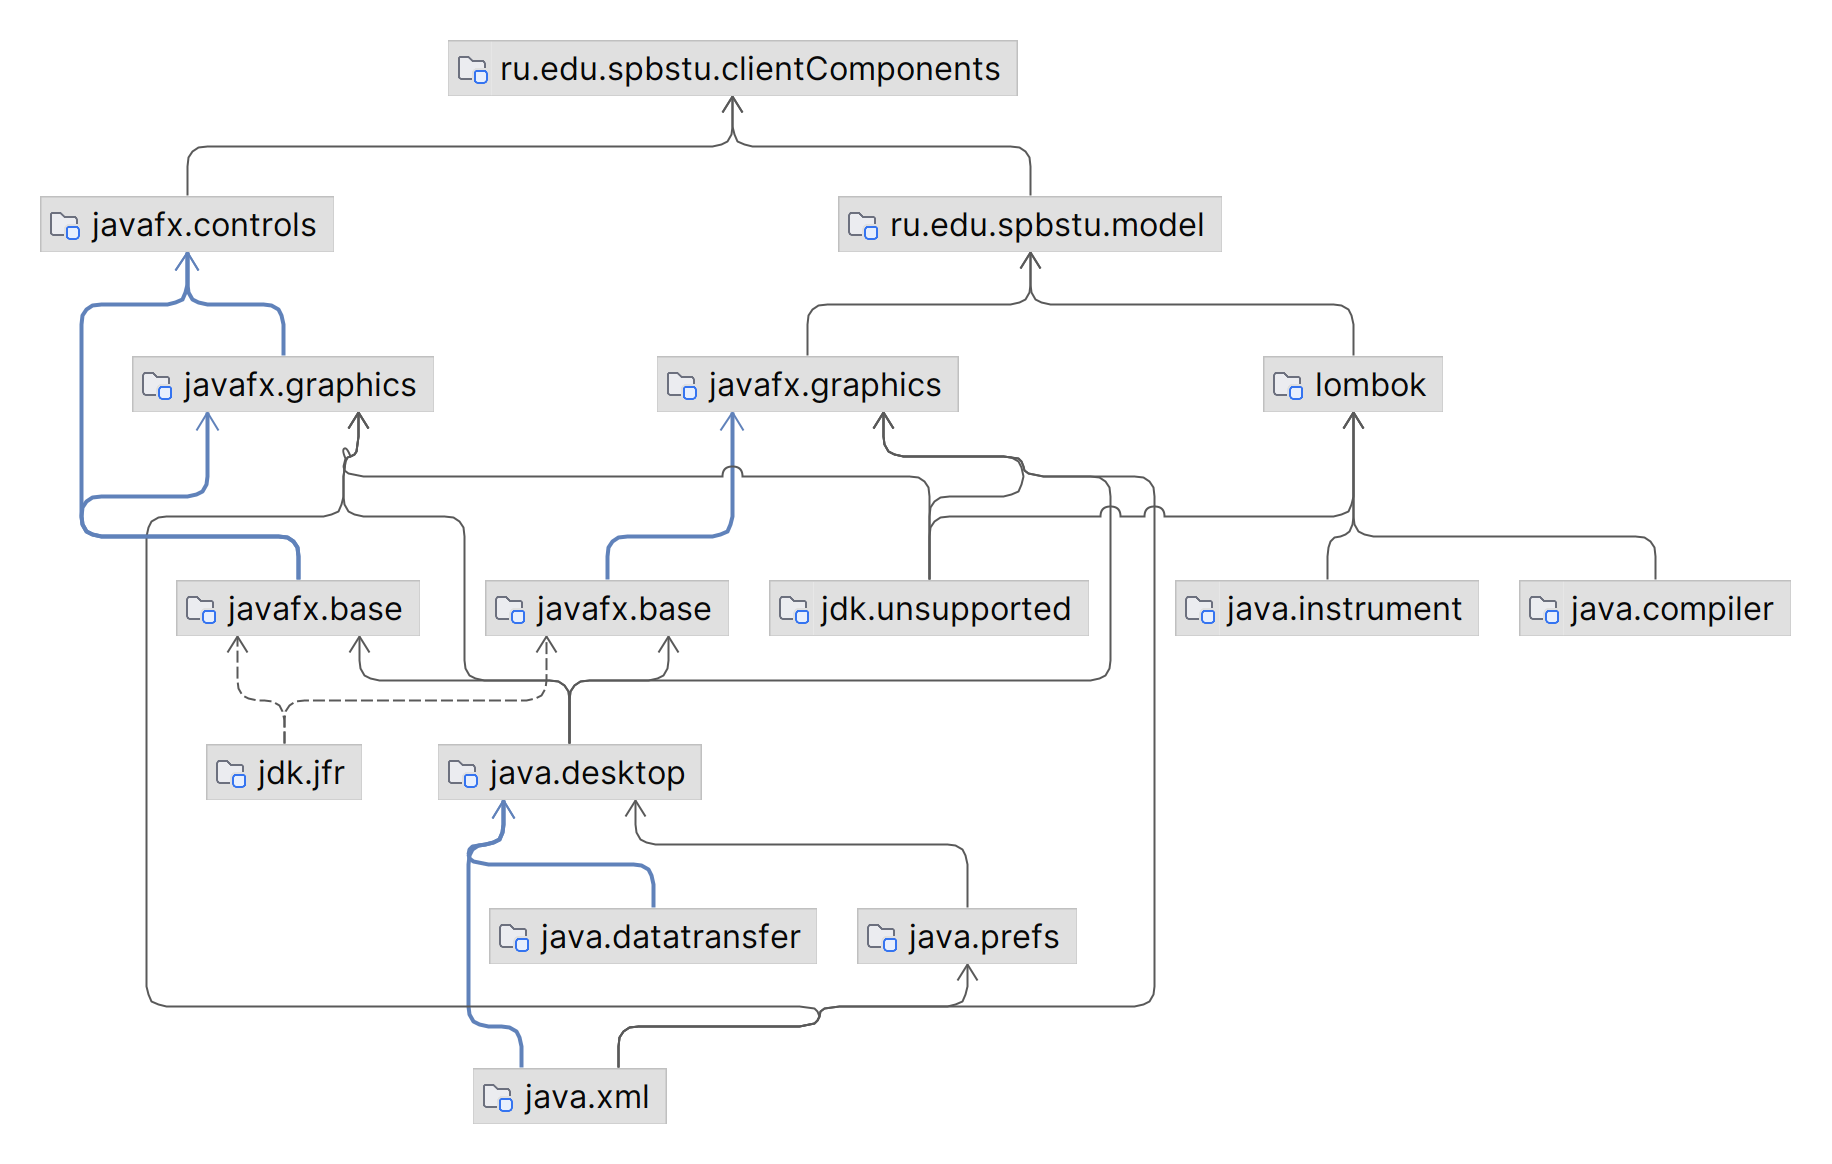 ru.edu.spbstu.clientComponents
javafx.controls
ru.edu.spbstu.model
javafx.graphics
javafx.graphics
lombok
javafx.base
javafx.base
jdk.unsupported
java.instrument
java.compiler
jdk.jfr
java.desktop
java.datatransfer
java.prefs
java.xml